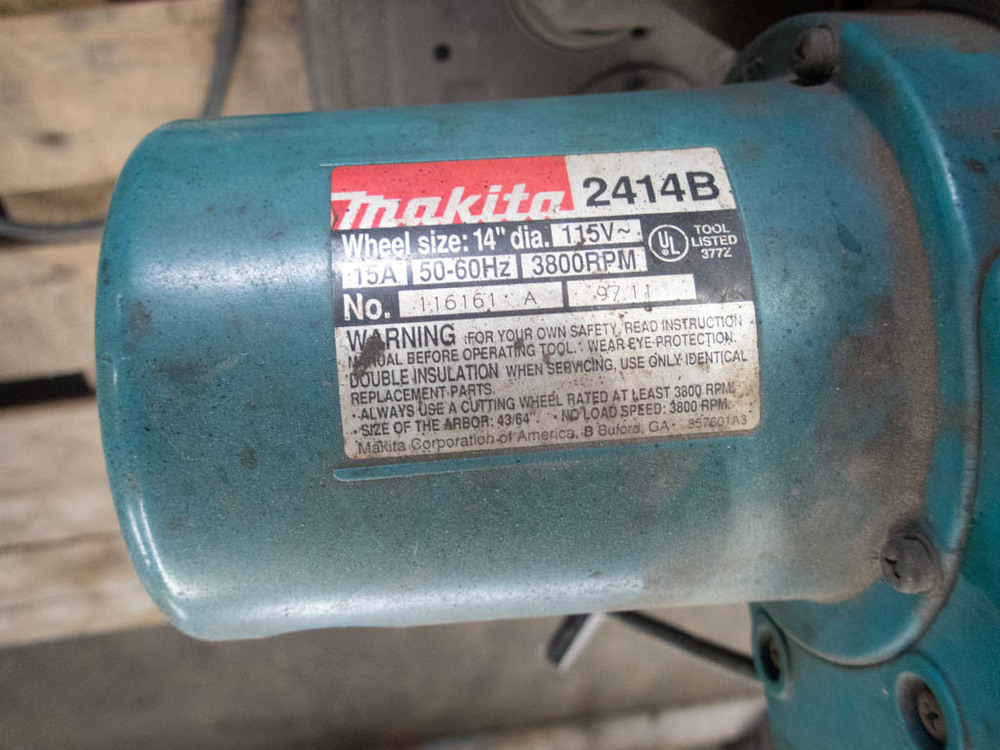 makita 2414B
Wheel size: 14" dia. 115V~
UL TOOL LISTED 3772
15A 50-60Hz 3800RPM
No. 116161 A 97 11
WARNING FOR YOUR OWN SAFETY, READ INSTRUCTION
MANUAL BEFORE OPERATING TOOL. WEAR EYE PROTECTION.
DOUBLE INSULATION WHEN SERVICING, USE ONLY IDENTICAL
REPLACEMENT PARTS.
· ALWAYS USE A CUTTING WHEEL RATED AT LEAST 3800 RPM.
· SIZE OF THE ARBOR: 43/64" · NO LOAD SPEED: 3800 RPM.
Makita Corporation of America, B Buford, GA 857601A3